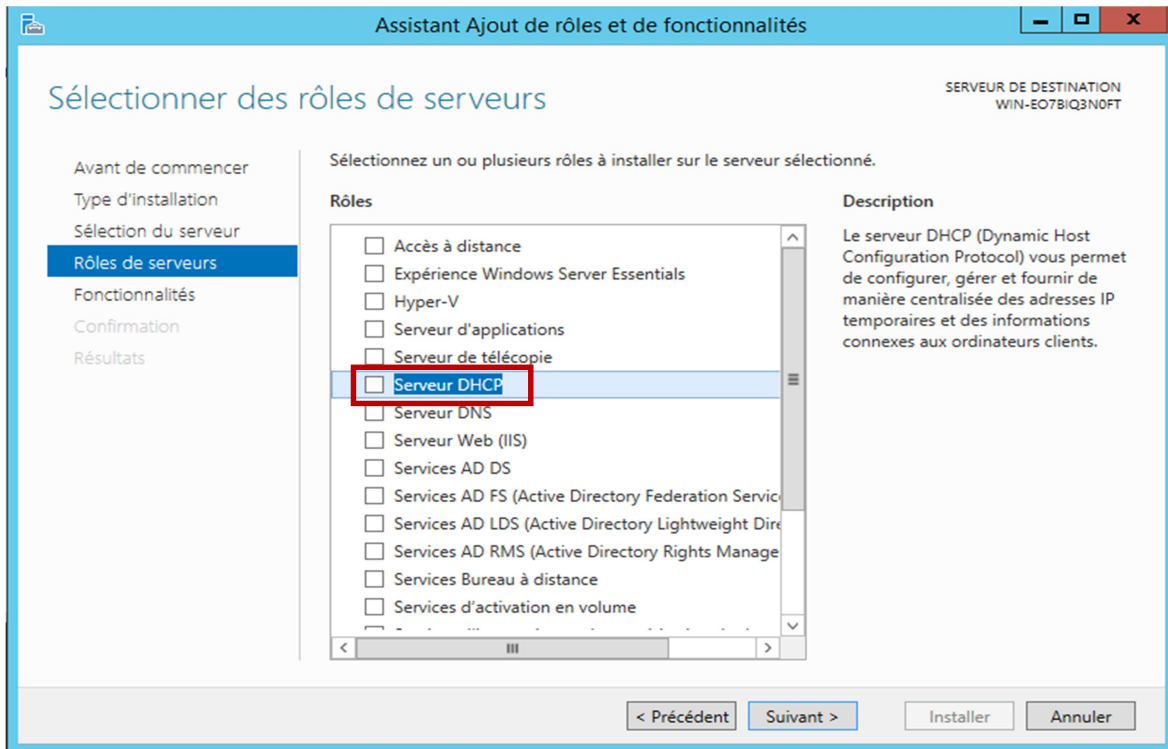 Assistant Ajout de rôles et de fonctionnalités
Sélectionner des rôles de serveurs
SERVEUR DE DESTINATION
WIN-EO7BIQ3N0FT
Avant de commencer
Type d'installation
Sélection du serveur
Rôles de serveurs
Fonctionnalités
Confirmation
Résultats
Sélectionnez un ou plusieurs rôles à installer sur le serveur sélectionné.
Rôles
Accès à distance
Expérience Windows Server Essentials
Hyper-V
Serveur d'applications
Serveur de télécopie
Serveur DHCP
Serveur DNS
Serveur Web (IIS)
Services AD DS
Services AD FS (Active Directory Federation Servic
Services AD LDS (Active Directory Lightweight Dire
Services AD RMS (Active Directory Rights Manage
Services Bureau à distance
Services d’activation en volume
Description
Le serveur DHCP (Dynamic Host
Configuration Protocol) vous permet
de configurer, gérer et fournir de
manière centralisée des adresses IP
temporaires et des informations
connexes aux ordinateurs clients.
< Précédent
Suivant >
Installer
Annuler